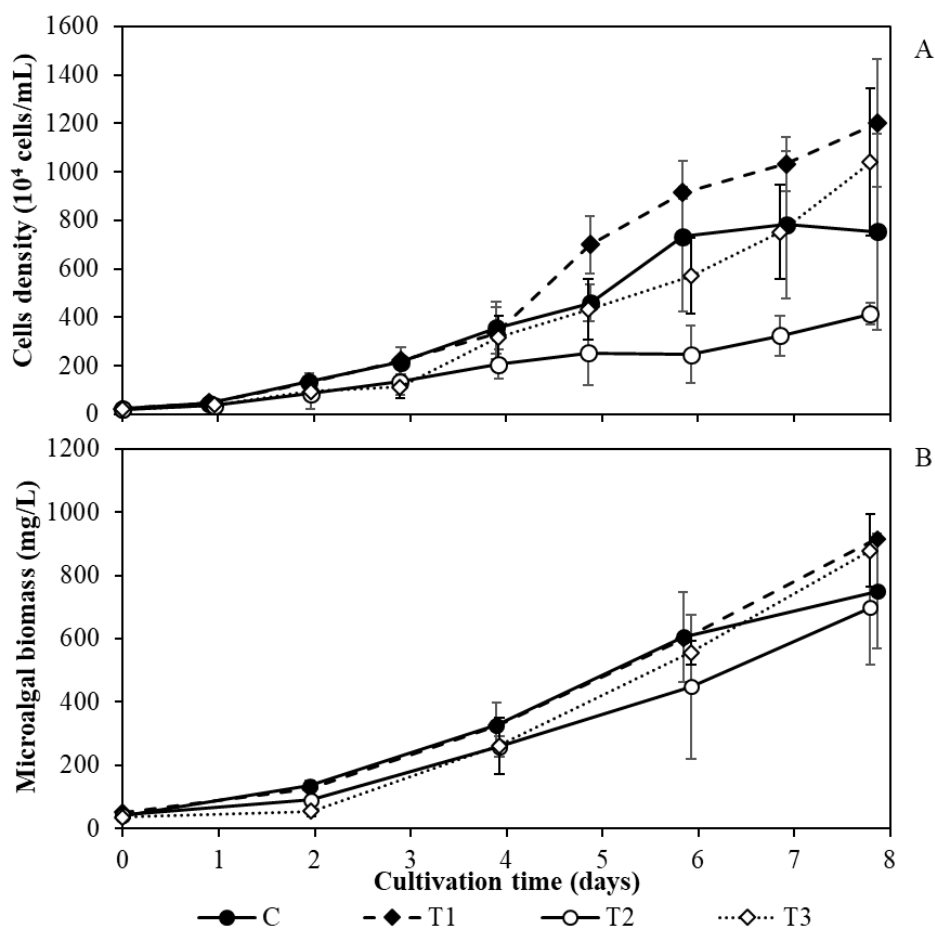 A
Cells density (10⁴ cells/mL)
1600
1400
1200
1000
800
600
400
200
0
B
Microalgal biomass (mg/L)
1200
1000
800
600
400
200
0
0 1 2 3 4 5 6 7 8
Cultivation time (days)
C T1 T2 T3